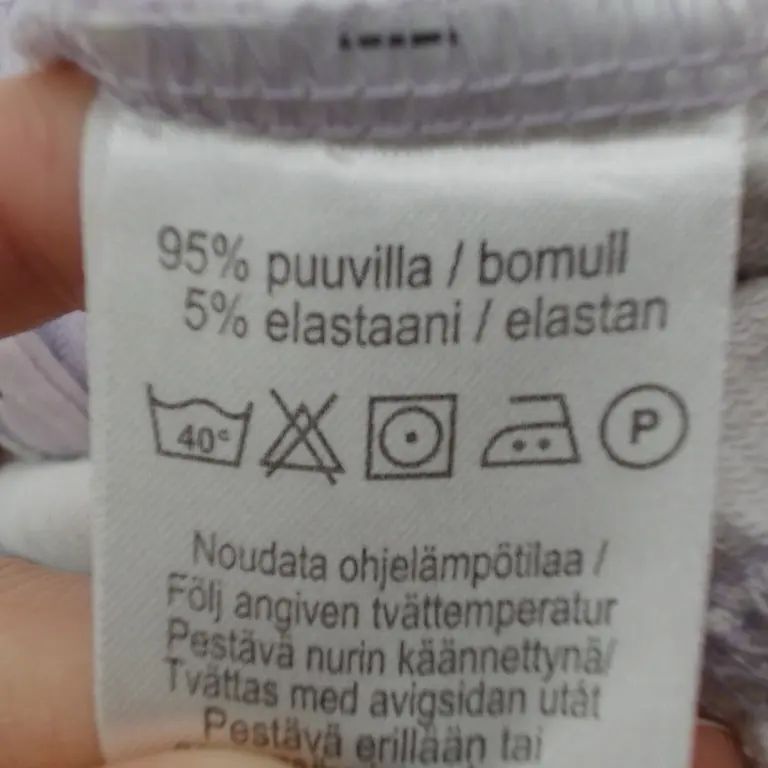 95% puuvilla / bomull
5% elastaani / elastan
40° P
Noudata ohjelämpötilaa /
Följ angiven tvättemperatur
Pestävä nurin käännettynä/
Tvättas med avigsidan utåt
Pestävä erillään tai